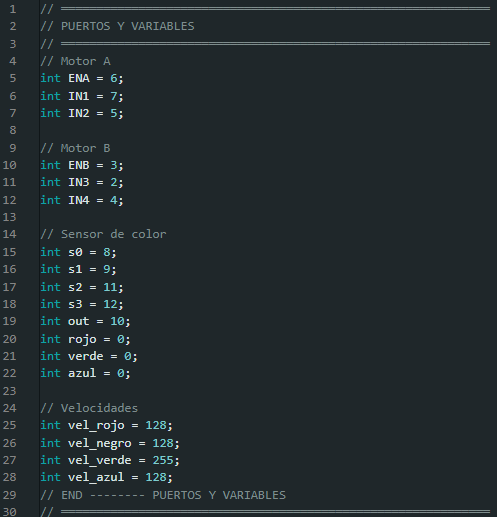 1 // ══════════════════════════════════════════════════════════════
2 // PUERTOS Y VARIABLES
3 // ══════════════════════════════════════════════════════════════
4 // Motor A
5 int ENA = 6;
6 int IN1 = 7;
7 int IN2 = 5;
8
9 // Motor B
10 int ENB = 3;
11 int IN3 = 2;
12 int IN4 = 4;
13
14 // Sensor de color
15 int s0 = 8;
16 int s1 = 9;
17 int s2 = 11;
18 int s3 = 12;
19 int out = 10;
20 int rojo = 0;
21 int verde = 0;
22 int azul = 0;
23
24 // Velocidades
25 int vel_rojo = 128;
26 int vel_negro = 128;
27 int vel_verde = 255;
28 int vel_azul = 128;
29 // END -------- PUERTOS Y VARIABLES
30 // ══════════════════════════════════════════════════════════════